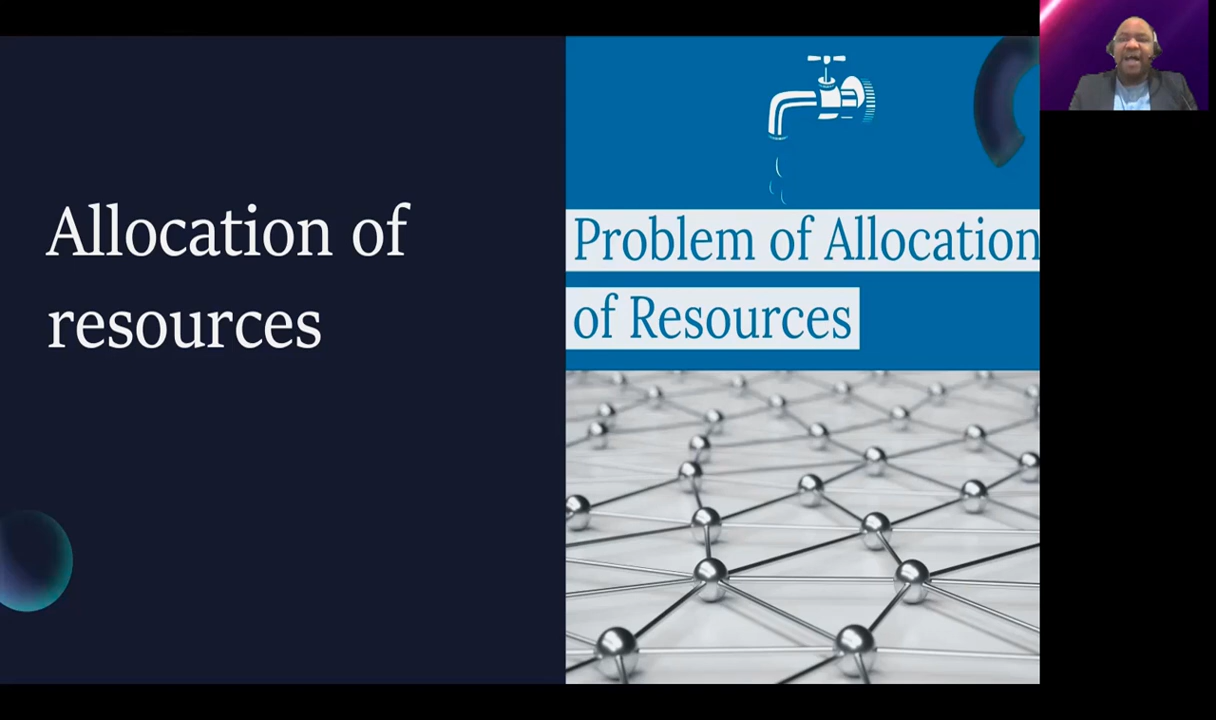 Allocation of
resources
Problem of Allocation
of Resources